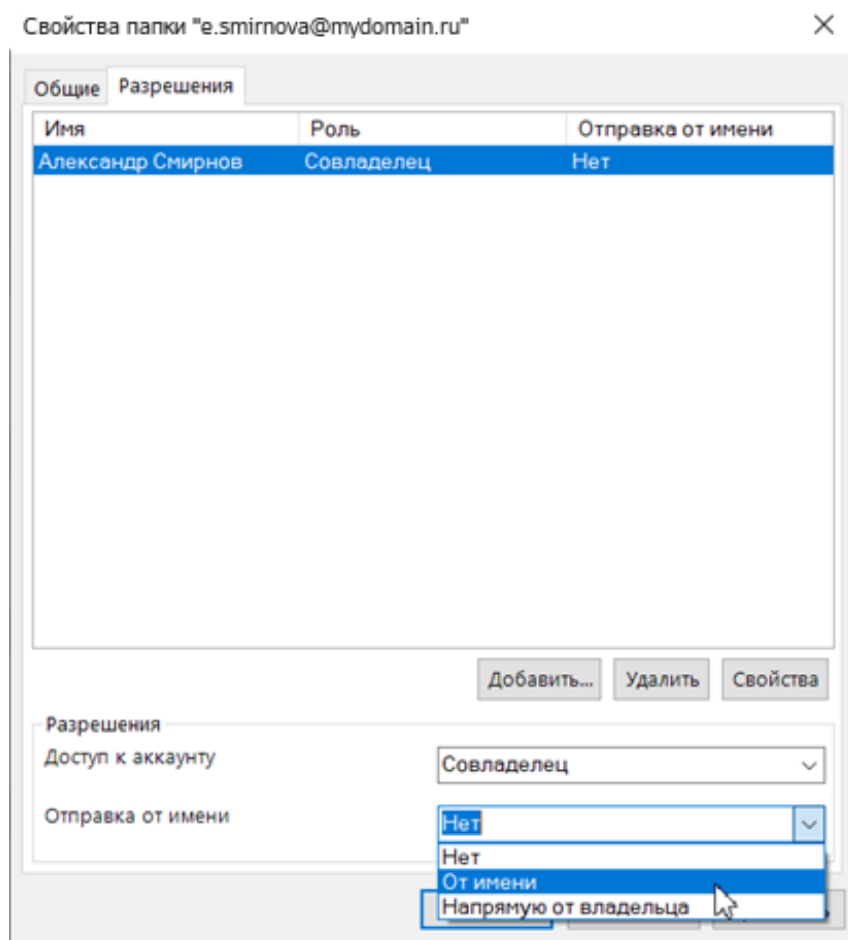 Свойства папки "e.smirnova@mydomain.ru"
Общие Разрешения
Имя Роль Отправка от имени
Александр Смирнов Совладелец Нет
Добавить... Удалить Свойства
Разрешения
Доступ к аккаунту Совладелец
Отправка от имени Нет
Нет
От имени
Напрямую от владельца